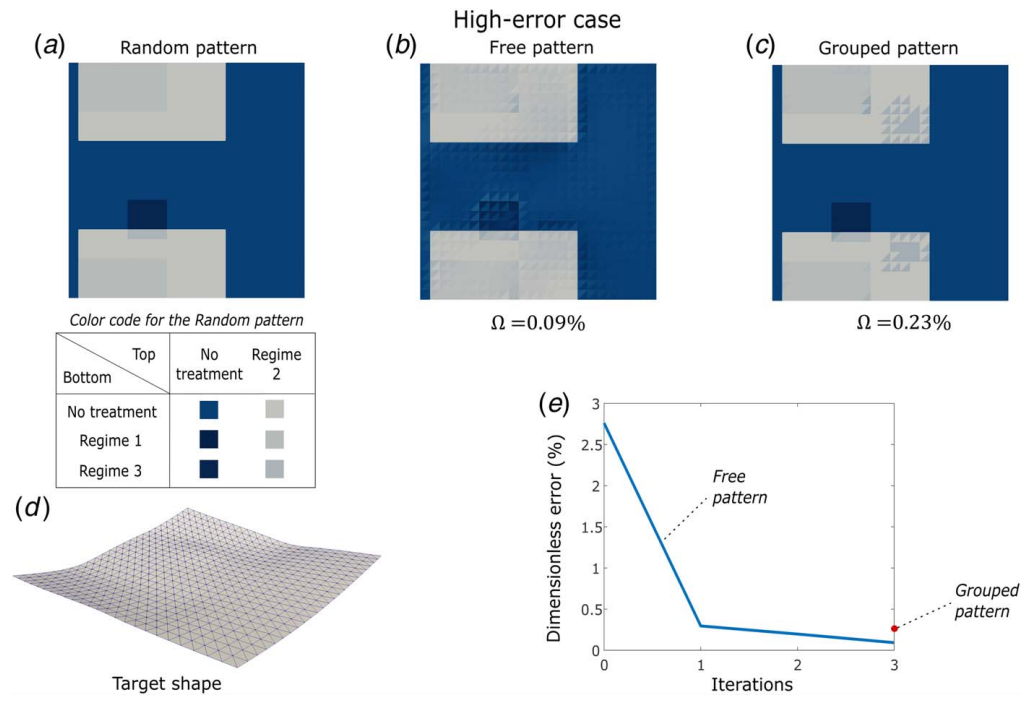 High-error case
(a)
Random pattern
(b)
Free pattern
(c)
Grouped pattern
Ω =0.09%
Ω =0.23%
Color code for the Random pattern
Top
Bottom
No treatment
Regime 2
No treatment
Regime 1
Regime 3
(d)
Target shape
(e)
Dimensionless error (%)
3
2.5
2
1.5
1
0.5
0
0
1
2
3
Iterations
Free
pattern
Grouped
pattern